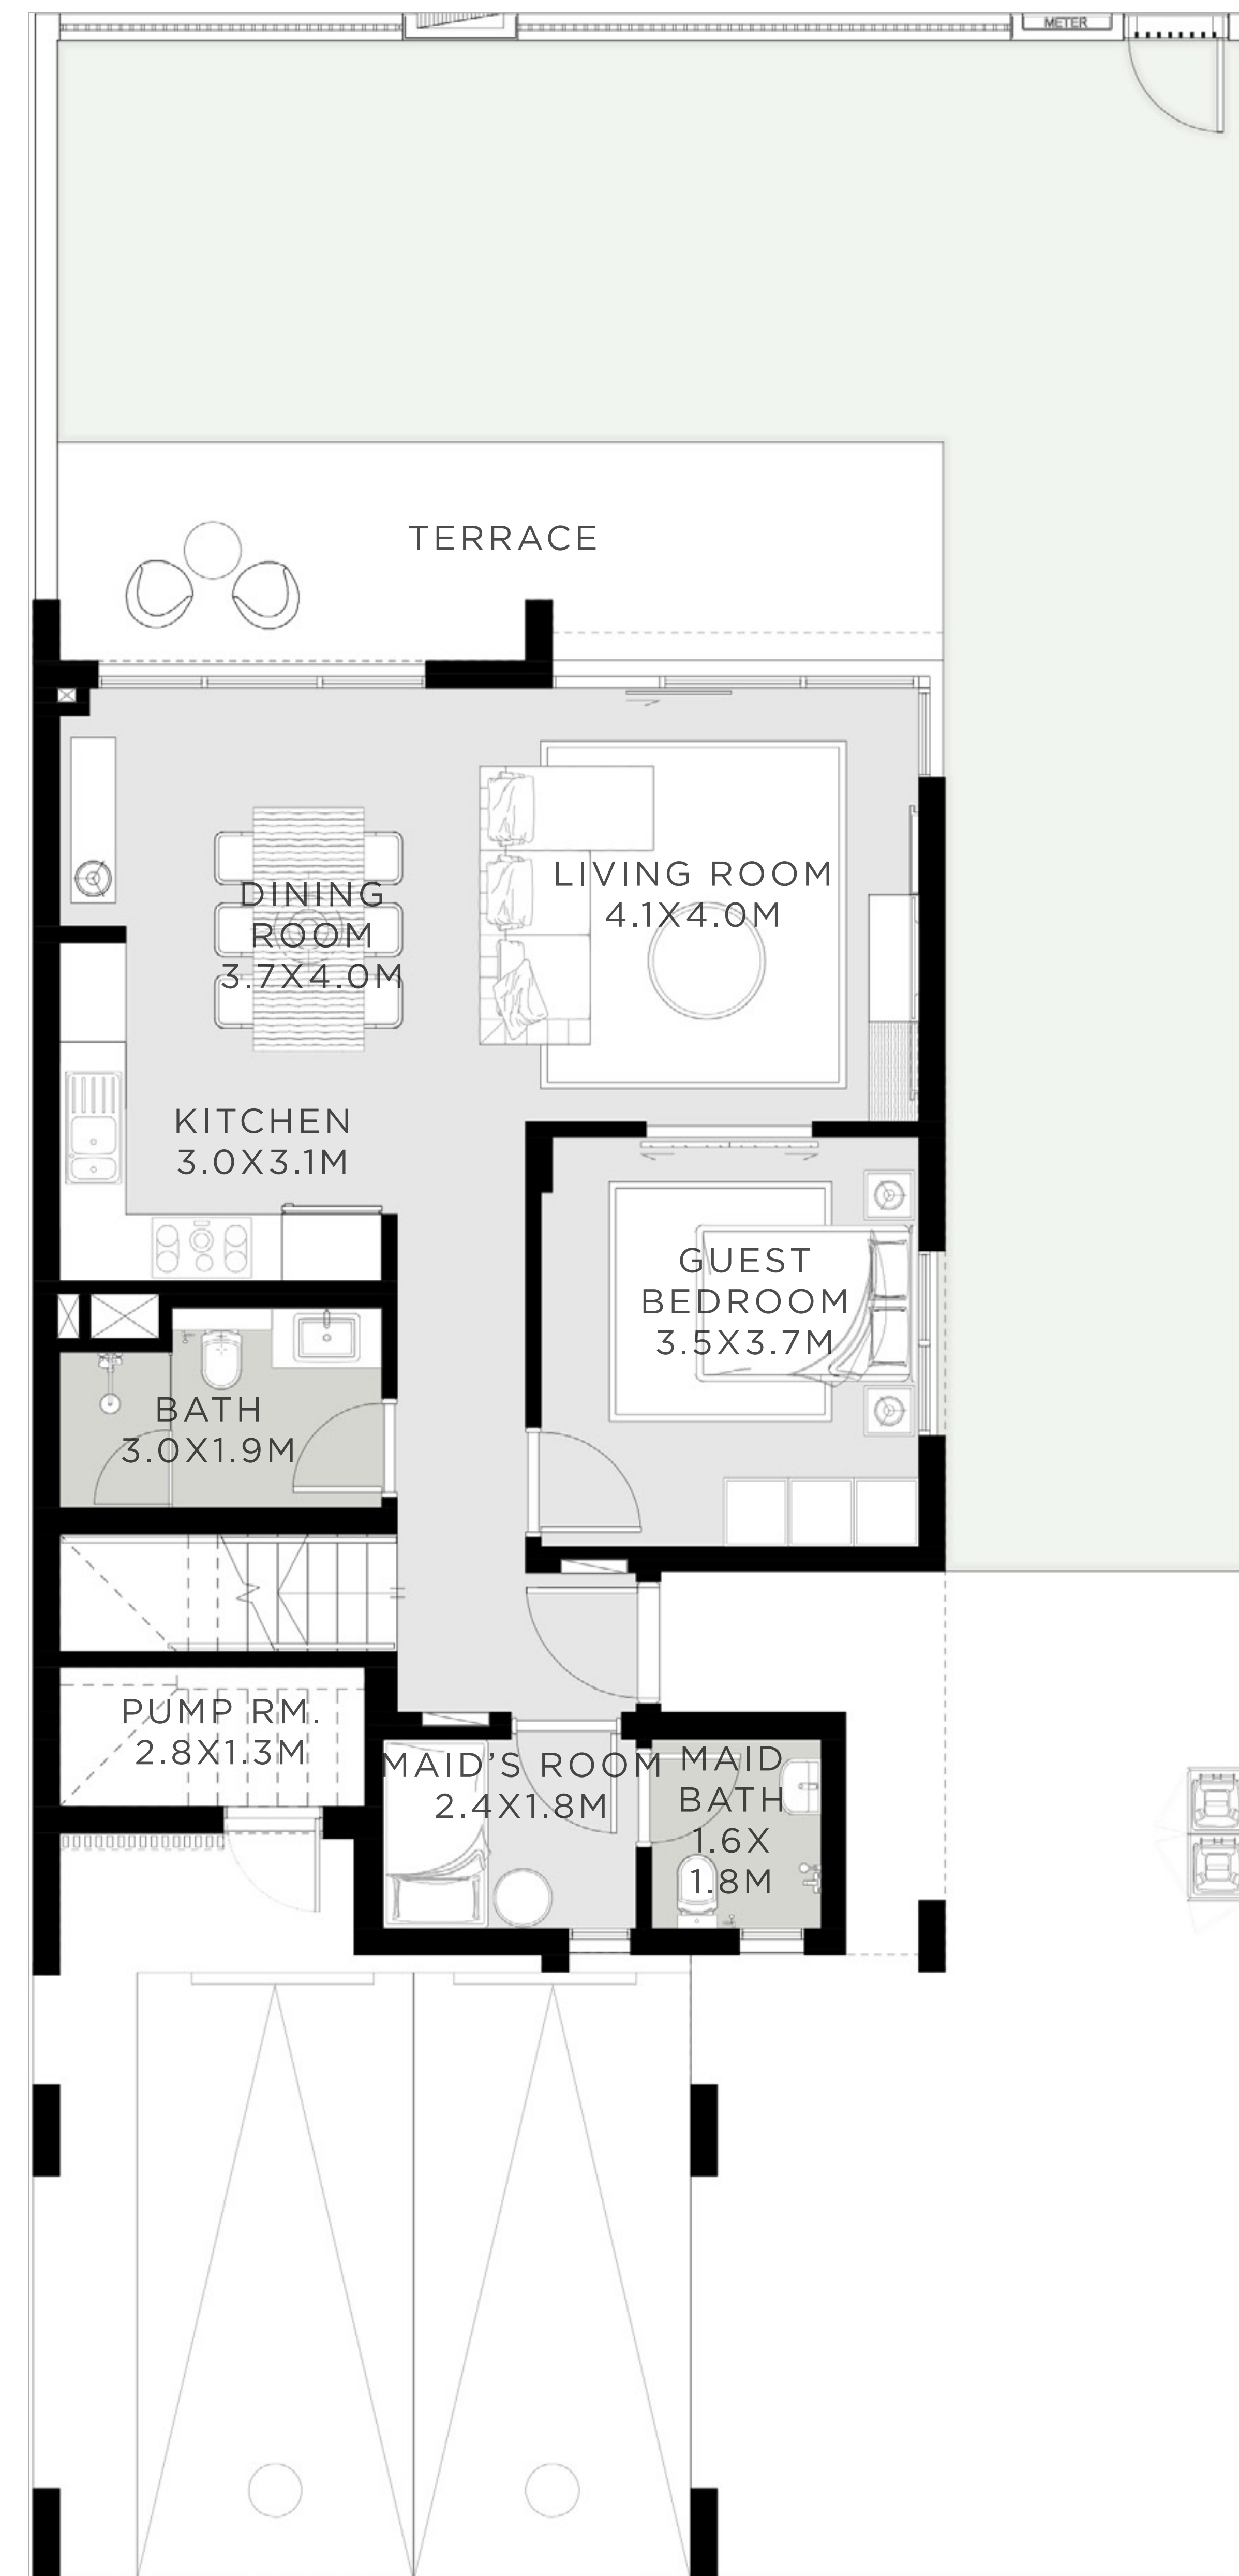 METER
TERRACE
LIVING ROOM
4.1X4.0M
DINING
ROOM
3.7X4.0M
KITCHEN
3.0X3.1M
GUEST
BEDROOM
3.5X3.7M
BATH
3.0X1.9M
PUMP RM.
2.8X1.3M
MAID'S ROOM
2.4X1.8M
MAID
BATH
1.6X
1.8M